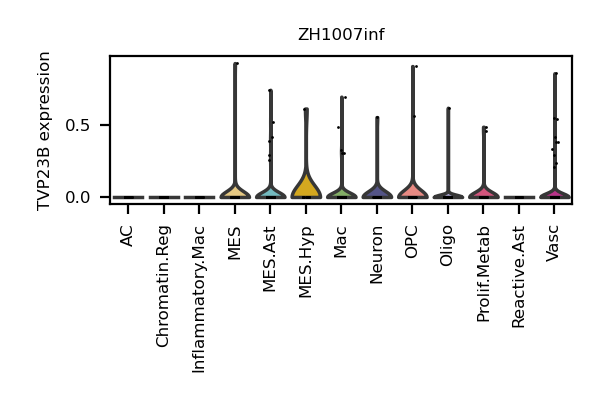 ZH1007inf
TVP23B expression
0.5
0.0
AC
Chromatin.Reg
Inflammatory.Mac
MES
MES.Ast
MES.Hyp
Mac
Neuron
OPC
Oligo
Prolif.Metab
Reactive.Ast
Vasc